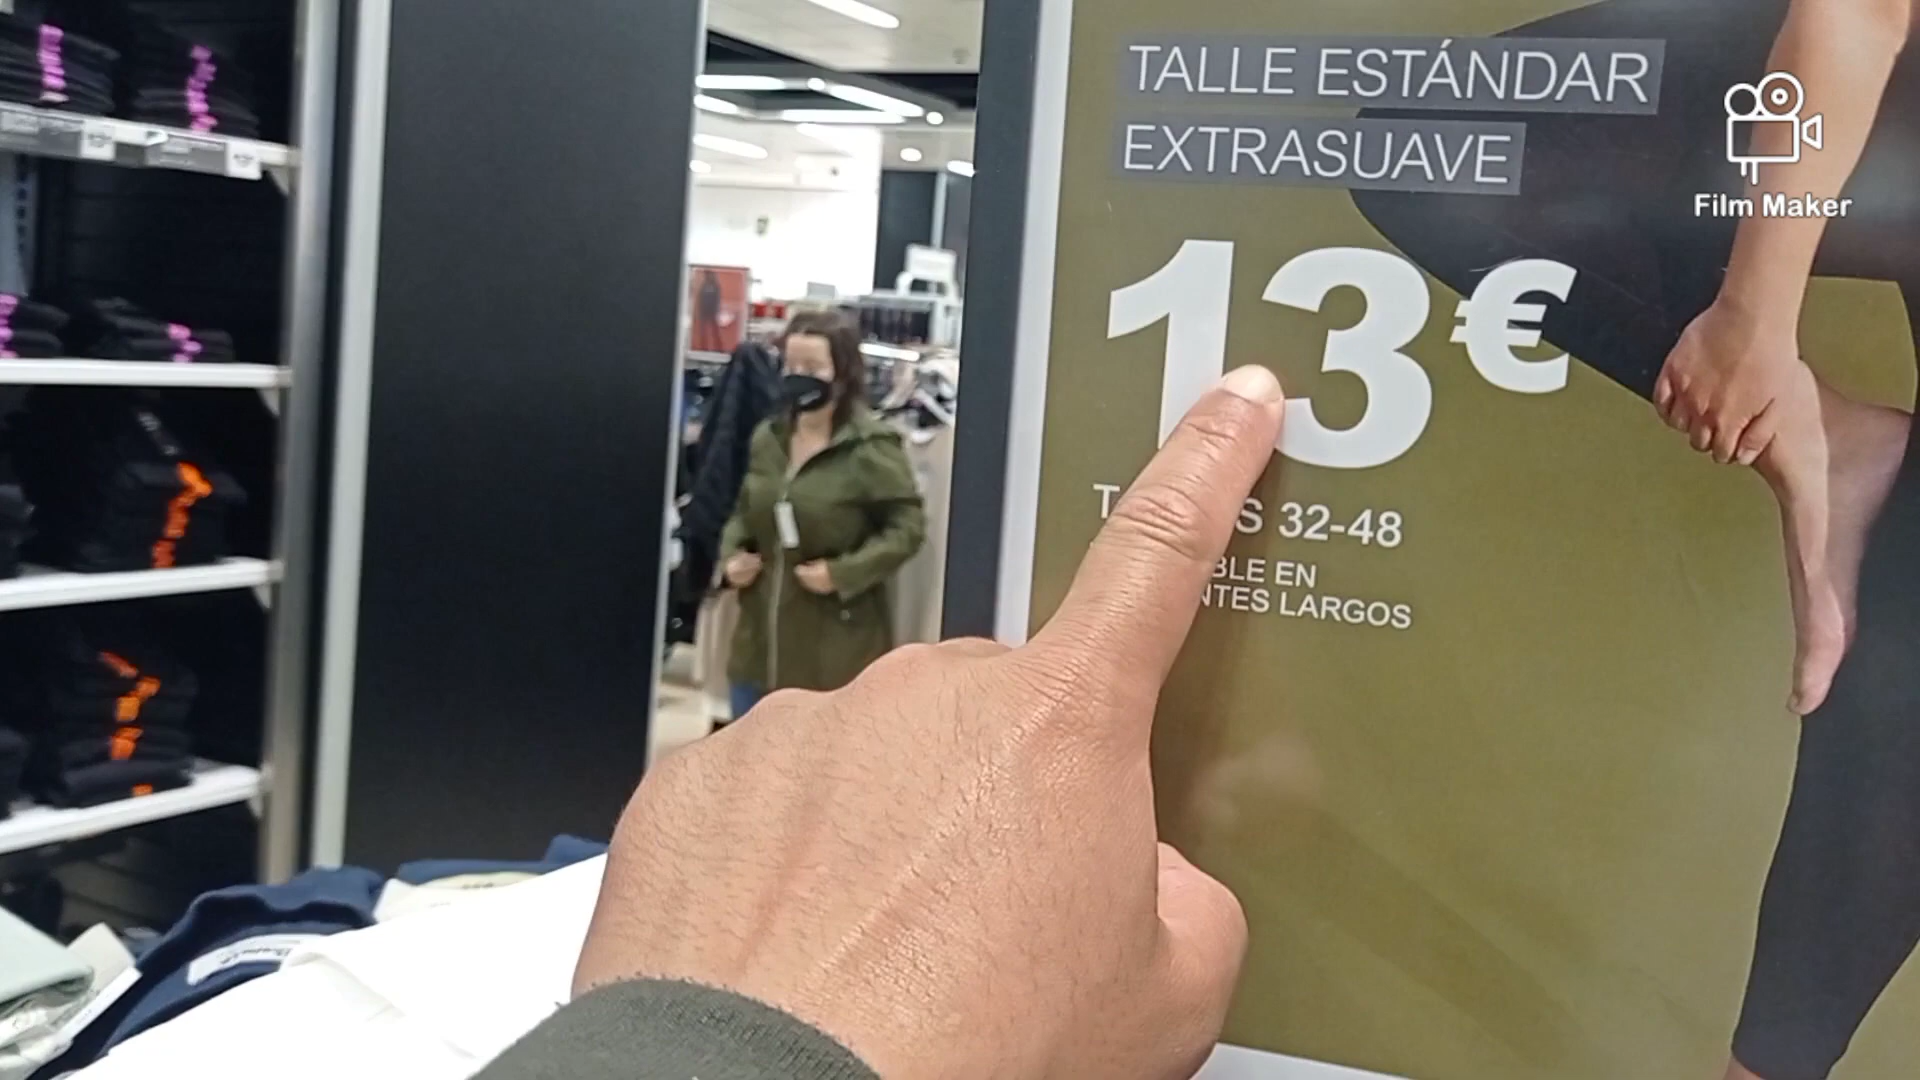 TALLE ESTÁNDAR
EXTRASUAVE
13€
S 32-48
BLE EN
NTES LARGOS
Film Maker